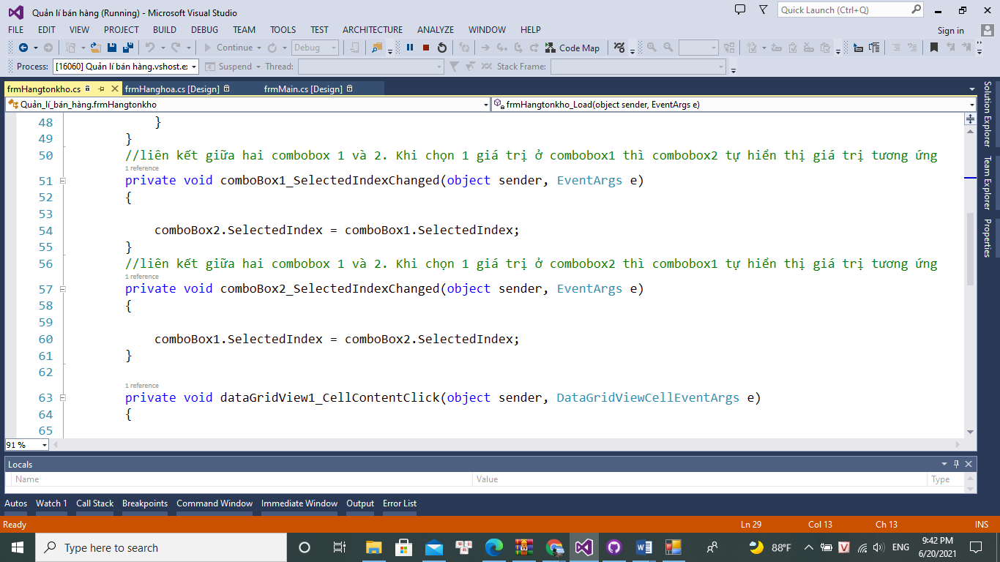 Quản lí bán hàng (Running) - Microsoft Visual Studio
Quick Launch (Ctrl+Q)
FILE EDIT VIEW PROJECT BUILD DEBUG TEAM TOOLS TEST ARCHITECTURE ANALYZE WINDOW HELP
Sign in
Continue Debug Code Map
Process: [16060] Quản lí bán hàng.vshost.e Suspend Thread: Stack Frame:
frmHangtonkho.cs frmHanghoa.cs [Design] frmMain.cs [Design]
Quản_lí_bán_hàng.frmHangtonkho frmHangtonkho_Load(object sender, EventArgs e)
48 }
49 }
50 //liên kết giữa hai combobox 1 và 2. Khi chọn 1 giá trị ở combobox1 thì combobox2 tự hiển thị giá trị tương ứng
1 reference
51 private void comboBox1_SelectedIndexChanged(object sender, EventArgs e)
52 {
53
54 comboBox2.SelectedIndex = comboBox1.SelectedIndex;
55 }
56 //liên kết giữa hai combobox 1 và 2. Khi chọn 1 giá trị ở combobox2 thì combobox1 tự hiển thị giá trị tương ứng
1 reference
57 private void comboBox2_SelectedIndexChanged(object sender, EventArgs e)
58 {
59
60 comboBox1.SelectedIndex = comboBox2.SelectedIndex;
61 }
62
1 reference
63 private void dataGridView1_CellContentClick(object sender, DataGridViewCellEventArgs e)
64 {
65
91 %
Solution Explorer
Team Explorer
Properties
Locals
Name Value Type
Autos Watch 1 Call Stack Breakpoints Command Window Immediate Window Output Error List
Ready Ln 29 Col 13 Ch 13 INS
Type here to search
88°F
V
ENG
9:42 PM
6/20/2021